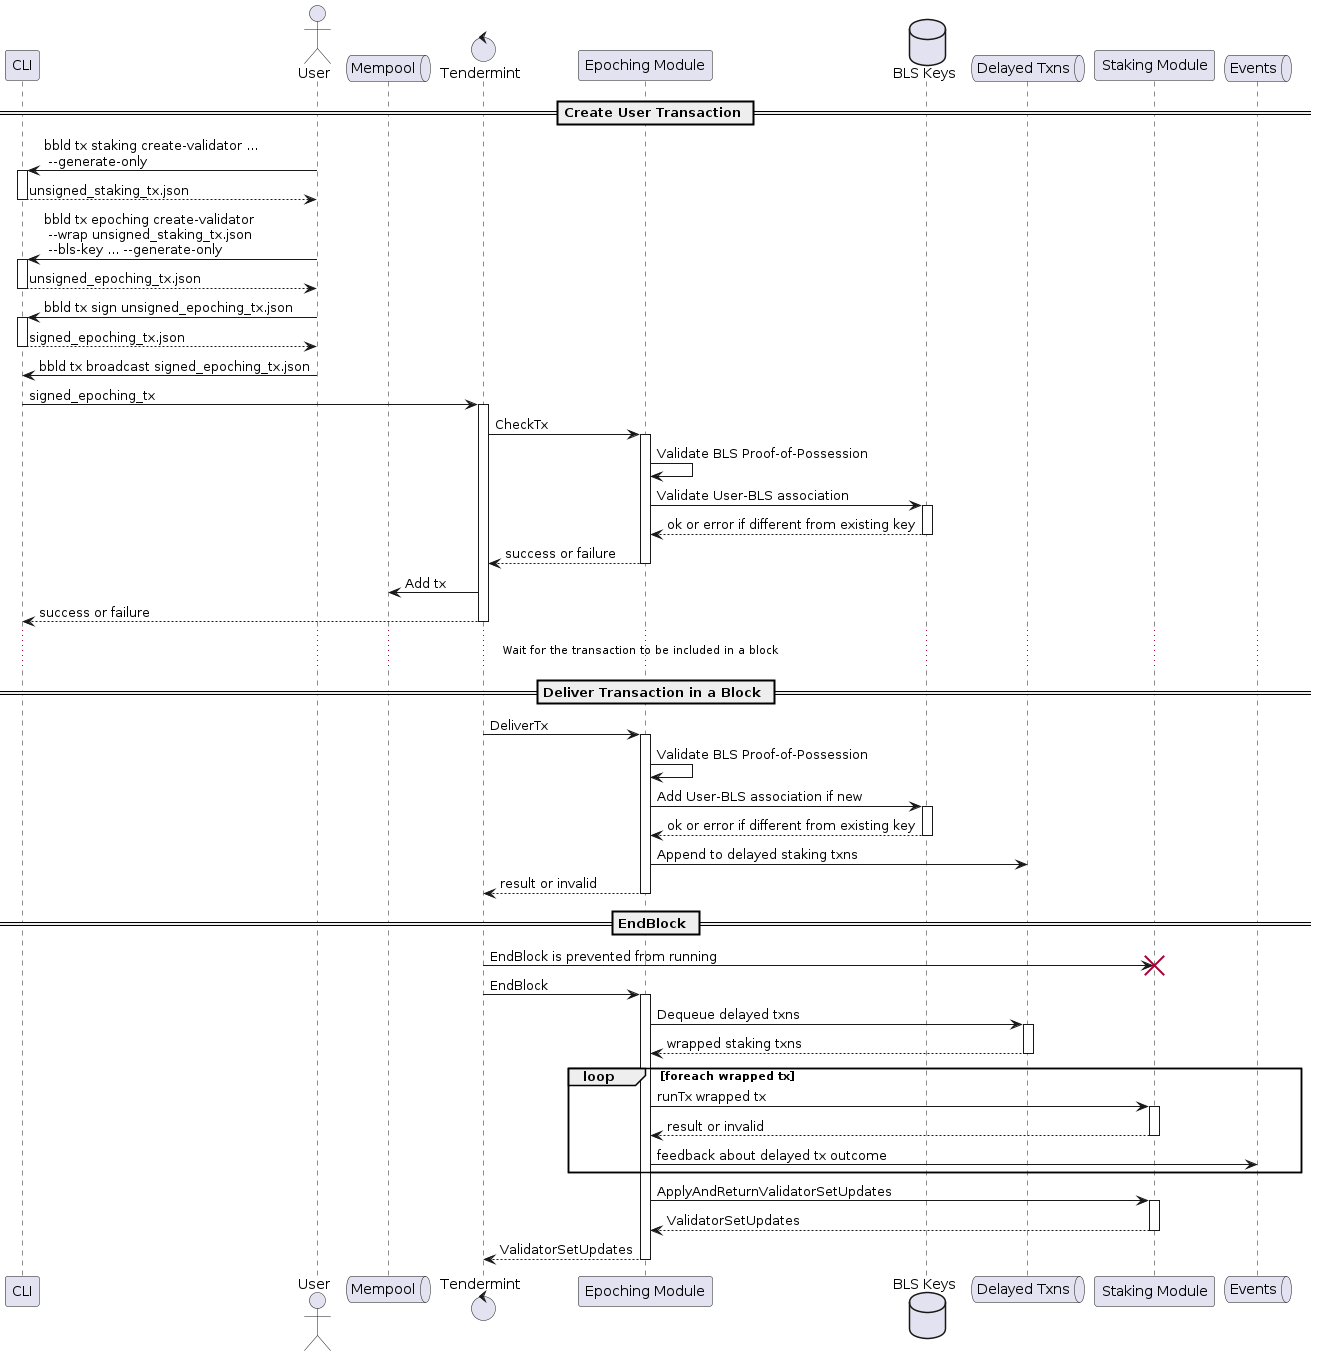 CLI
User
Mempool
Tendermint
Epoching Module
BLS Keys
Delayed Txns
Staking Module
Events
Create User Transaction
bbld tx staking create-validator ...
--generate-only
unsigned_staking_tx.json
bbld tx epoching create-validator
--wrap unsigned_staking_tx.json
--bls-key ... --generate-only
unsigned_epoching_tx.json
bbld tx sign unsigned_epoching_tx.json
signed_epoching_tx.json
bbld tx broadcast signed_epoching_tx.json
signed_epoching_tx
CheckTx
Validate BLS Proof-of-Possession
Validate User-BLS association
ok or error if different from existing key
success or failure
Add tx
success or failure
Wait for the transaction to be included in a block
Deliver Transaction in a Block
DeliverTx
Validate BLS Proof-of-Possession
Add User-BLS association if new
ok or error if different from existing key
Append to delayed staking txns
result or invalid
EndBlock
EndBlock is prevented from running
EndBlock
Dequeue delayed txns
wrapped staking txns
loop
[foreach wrapped tx]
runTx wrapped tx
result or invalid
feedback about delayed tx outcome
ApplyAndReturnValidatorSetUpdates
ValidatorSetUpdates
ValidatorSetUpdates
CLI
User
Mempool
Tendermint
Epoching Module
BLS Keys
Delayed Txns
Staking Module
Events